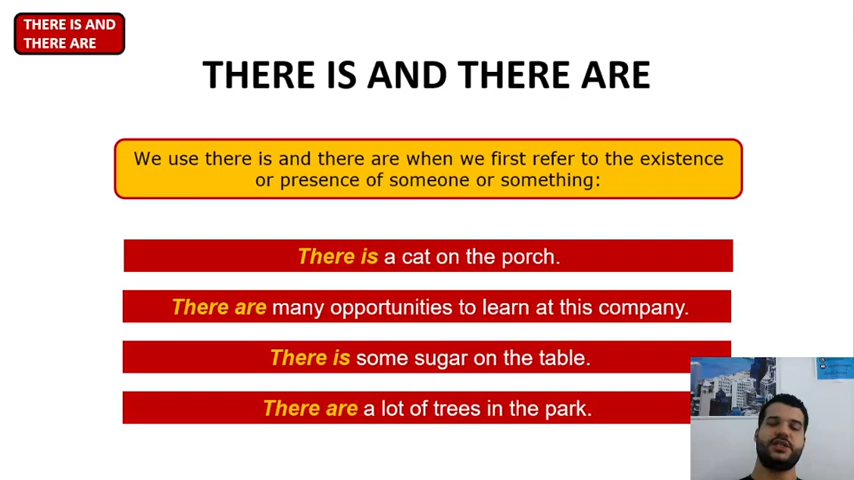 THERE IS AND
THERE ARE
THERE IS AND THERE ARE
We use there is and there are when we first refer to the existence
or presence of someone or something:
There is a cat on the porch.
There are many opportunities to learn at this company.
There is some sugar on the table.
There are a lot of trees in the park.